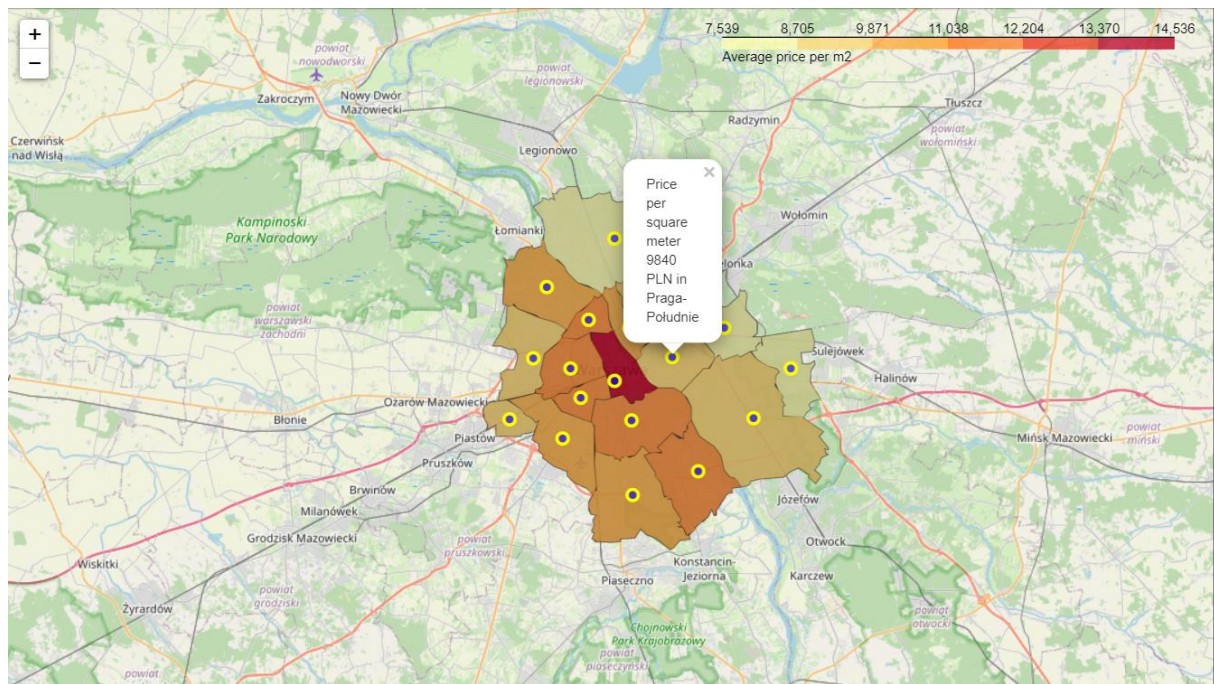 +
−
7,539 8,705 9,871 11,038 12,204 13,370 14,536
Average price per m2
powiat
nowodworski
Zakroczym
Nowy Dwór
Mazowiecki
powiat
legionowski
Tłuszcz
Radzymin
powiat
wołomiński
Czerwińsk
nad Wisłą
Legionowo
×
Price
per
square
meter
9840
PLN in
Praga-
Południe
Kampinoski
Park Narodowy
Łomianki
Wołomin
powiat
warszawski
zachodni
Sulejówek
Halinów
Ożarów Mazowiecki
Błonie
Piastów
Mińsk Mazowiecki
powiat
miński
Pruszków
Brwinów
Milanówek
Józefów
Grodzisk Mazowiecki
powiat
pruszkowski
Otwock
Wiskitki
Konstancin-
Jeziorna
Piaseczno
Karczew
powiat
grodziski
Żyrardów
powiat
otwocki
Chojnowski
Park Krajobrazowy
powiat
piaseczyński
powiat